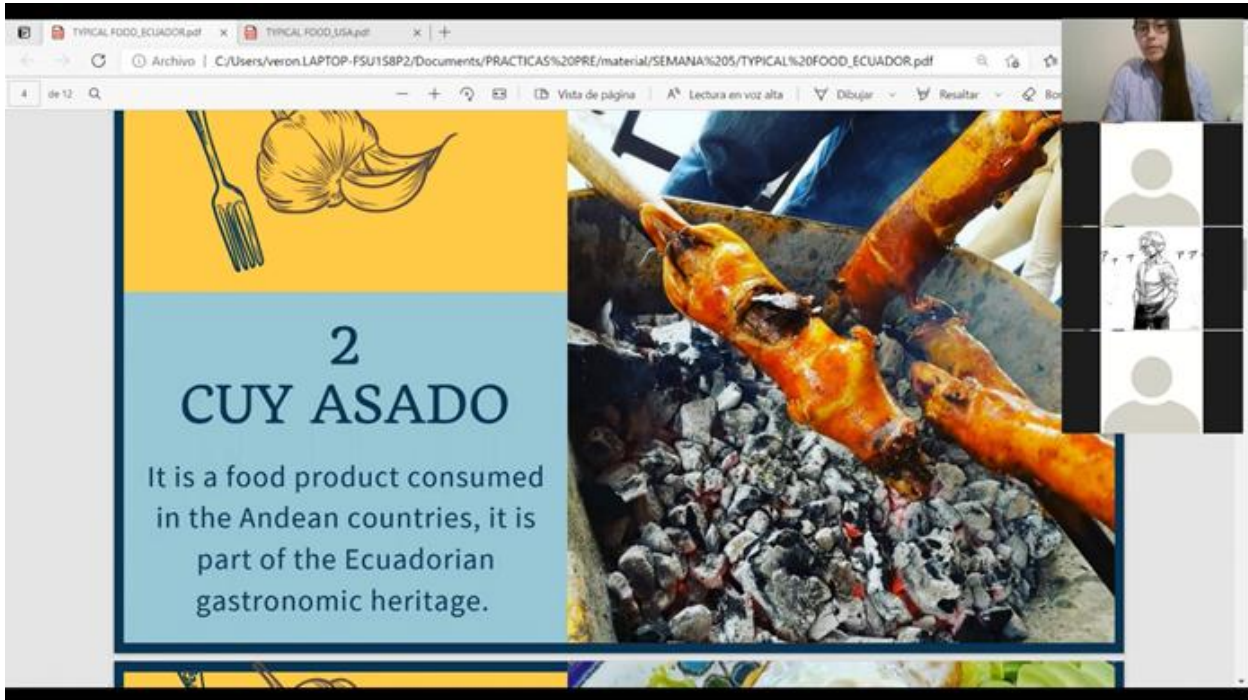 TYPICAL FOOD_ECUADOR.pdf
TYPICAL FOOD_USA.pdf
Archivo | C:/Users/veron.LAPTOP-FSU1S8P2/Documents/PRACTICAS%20PRE/material/SEMANA%205/TYPICAL%20FOOD_ECUADOR.pdf
4 de 12 Vista de página Lectura en voz alta Dibujar Resaltar
2
CUY ASADO
It is a food product consumed
in the Andean countries, it is
part of the Ecuadorian
gastronomic heritage.